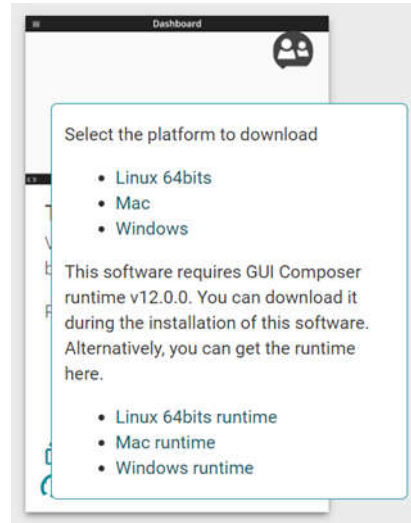 Dashboard
Select the platform to download
Linux 64bits
Mac
Windows
This software requires GUI Composer
runtime v12.0.0. You can download it
during the installation of this software.
Alternatively, you can get the runtime
here.
Linux 64bits runtime
Mac runtime
Windows runtime